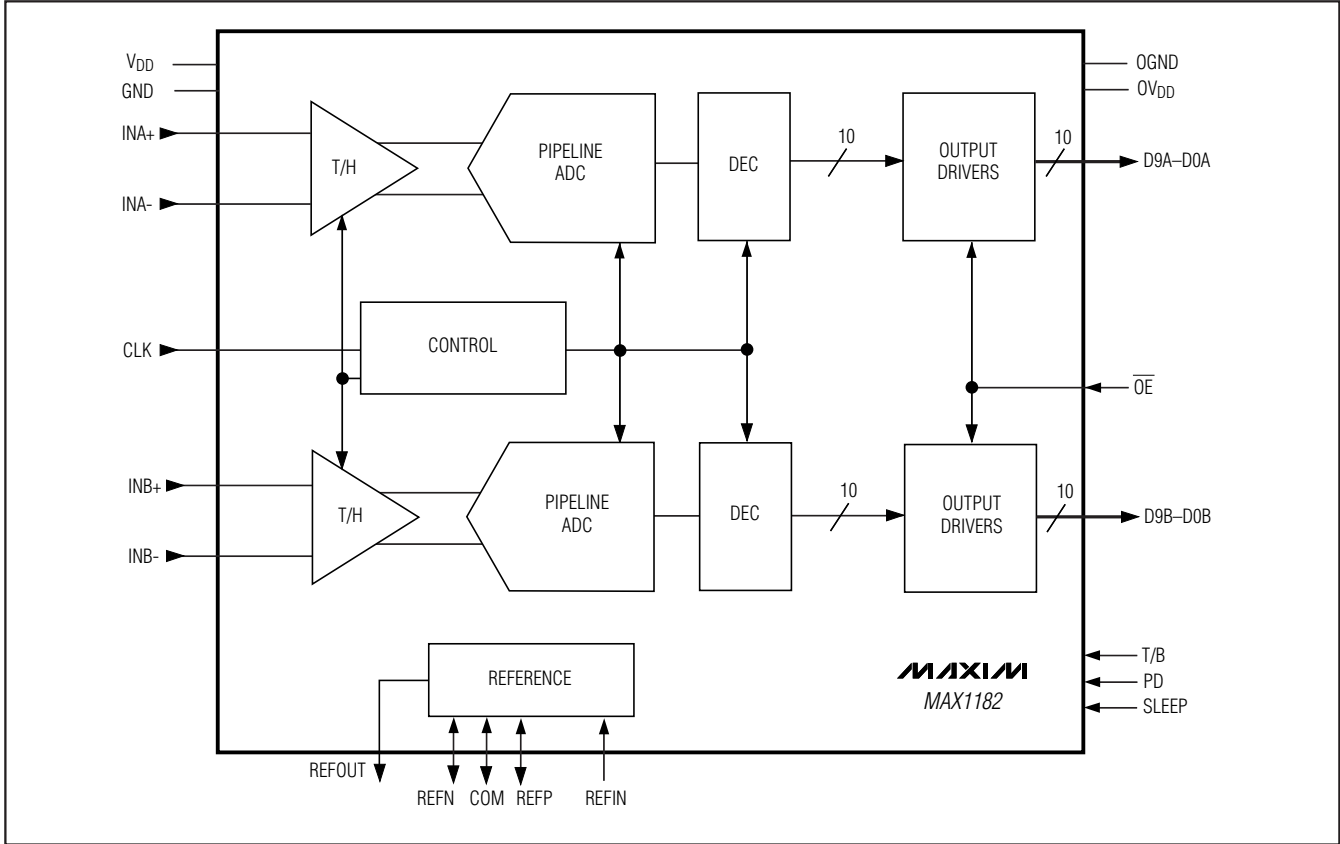 VDD
GND
INA+
INA-
CLK
INB+
INB-
T/H
PIPELINE
ADC
DEC
10
OUTPUT
DRIVERS
10
CONTROL
T/H
PIPELINE
ADC
DEC
10
OUTPUT
DRIVERS
10
REFERENCE
MAXIM
MAX1182
OGND
OVDD
D9A–D0A
OE
D9B–D0B
T/B
PD
SLEEP
REFOUT
REFN
COM
REFP
REFIN